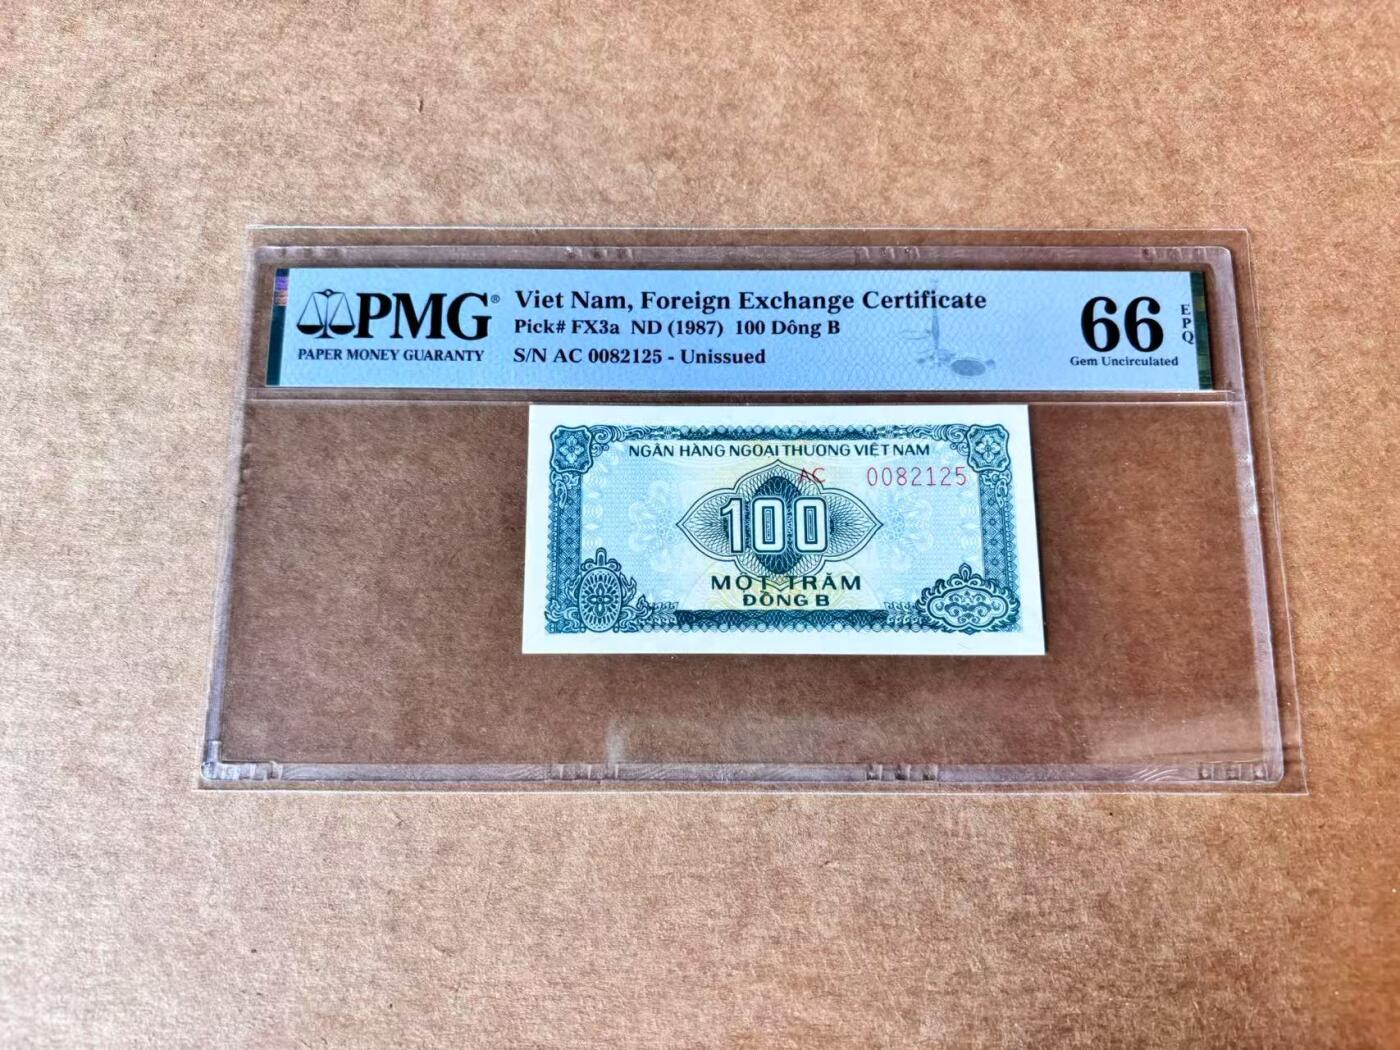 PMG®
PAPER MONEY GUARANTY
Viet Nam, Foreign Exchange Certificate
Pick# FX3a ND (1987) 100 Dông B
S/N AC 0082125 - Unissued
66
EPQ
Gem Uncirculated
NGÂN HÀNG NGOẠI THƯƠNG VIỆT NAM
AC 0082125
100
MỘT TRĂM
ĐỒNG B